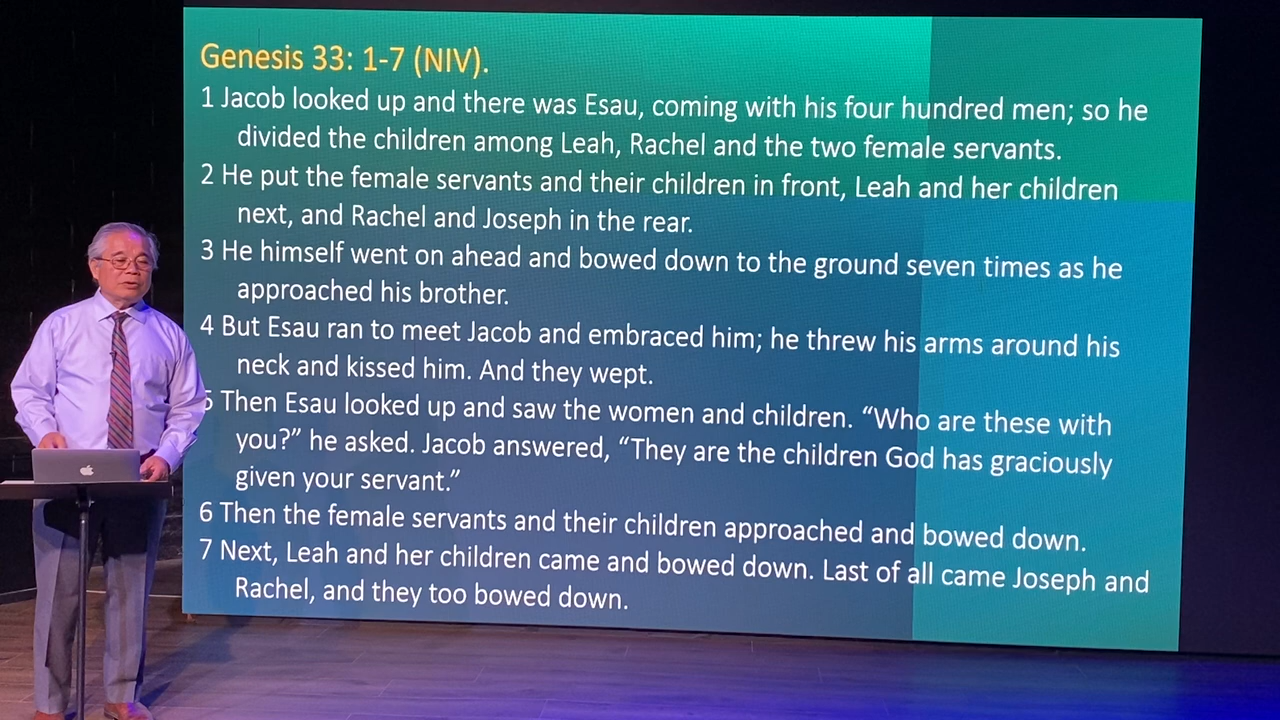 Genesis 33: 1-7 (NIV).
1 Jacob looked up and there was Esau, coming with his four hundred men; so he
divided the children among Leah, Rachel and the two female servants.
2 He put the female servants and their children in front, Leah and her children
next, and Rachel and Joseph in the rear.
3 He himself went on ahead and bowed down to the ground seven times as he
approached his brother.
4 But Esau ran to meet Jacob and embraced him; he threw his arms around his
neck and kissed him. And they wept.
5 Then Esau looked up and saw the women and children. “Who are these with
you?” he asked. Jacob answered, “They are the children God has graciously
given your servant.”
6 Then the female servants and their children approached and bowed down.
7 Next, Leah and her children came and bowed down. Last of all came Joseph and
Rachel, and they too bowed down.